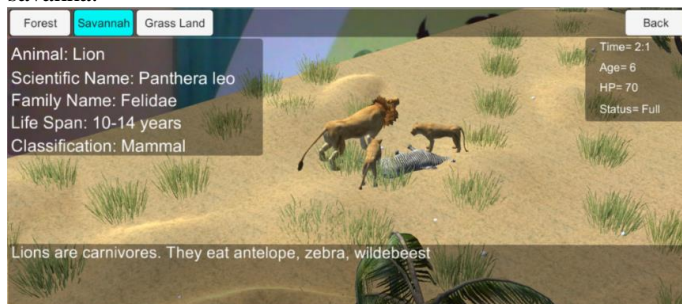 Forest Savannah Grass Land Back
Animal: Lion
Scientific Name: Panthera leo
Family Name: Felidae
Life Span: 10-14 years
Classification: Mammal
Time= 2:1
Age= 6
HP= 70
Status= Full
Lions are carnivores. They eat antelope, zebra, wildebeest